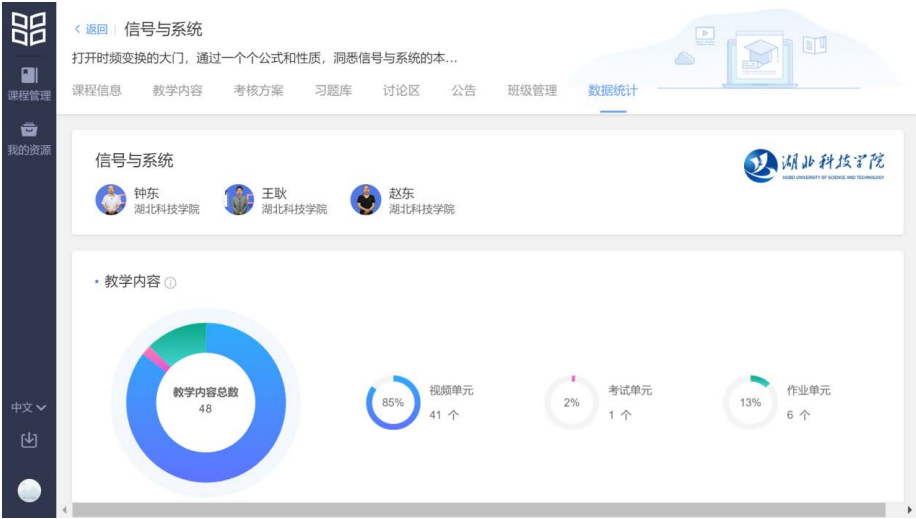 返回 信号与系统
打开时频变换的大门，通过一个个公式和性质，洞悉信号与系统的本...
课程信息 教学内容 考核方案 习题库 讨论区 公告 班级管理 数据统计
课程管理
我的资源
信号与系统
钟东 王耿 赵东
湖北科技学院 湖北科技学院 湖北科技学院
湖北科技学院
HUBEI UNIVERSITY OF SCIENCE AND TECHNOLOGY
教学内容
教学内容总数
48
85% 视频单元
41 个
2% 考试单元
1 个
13% 作业单元
6 个
中文